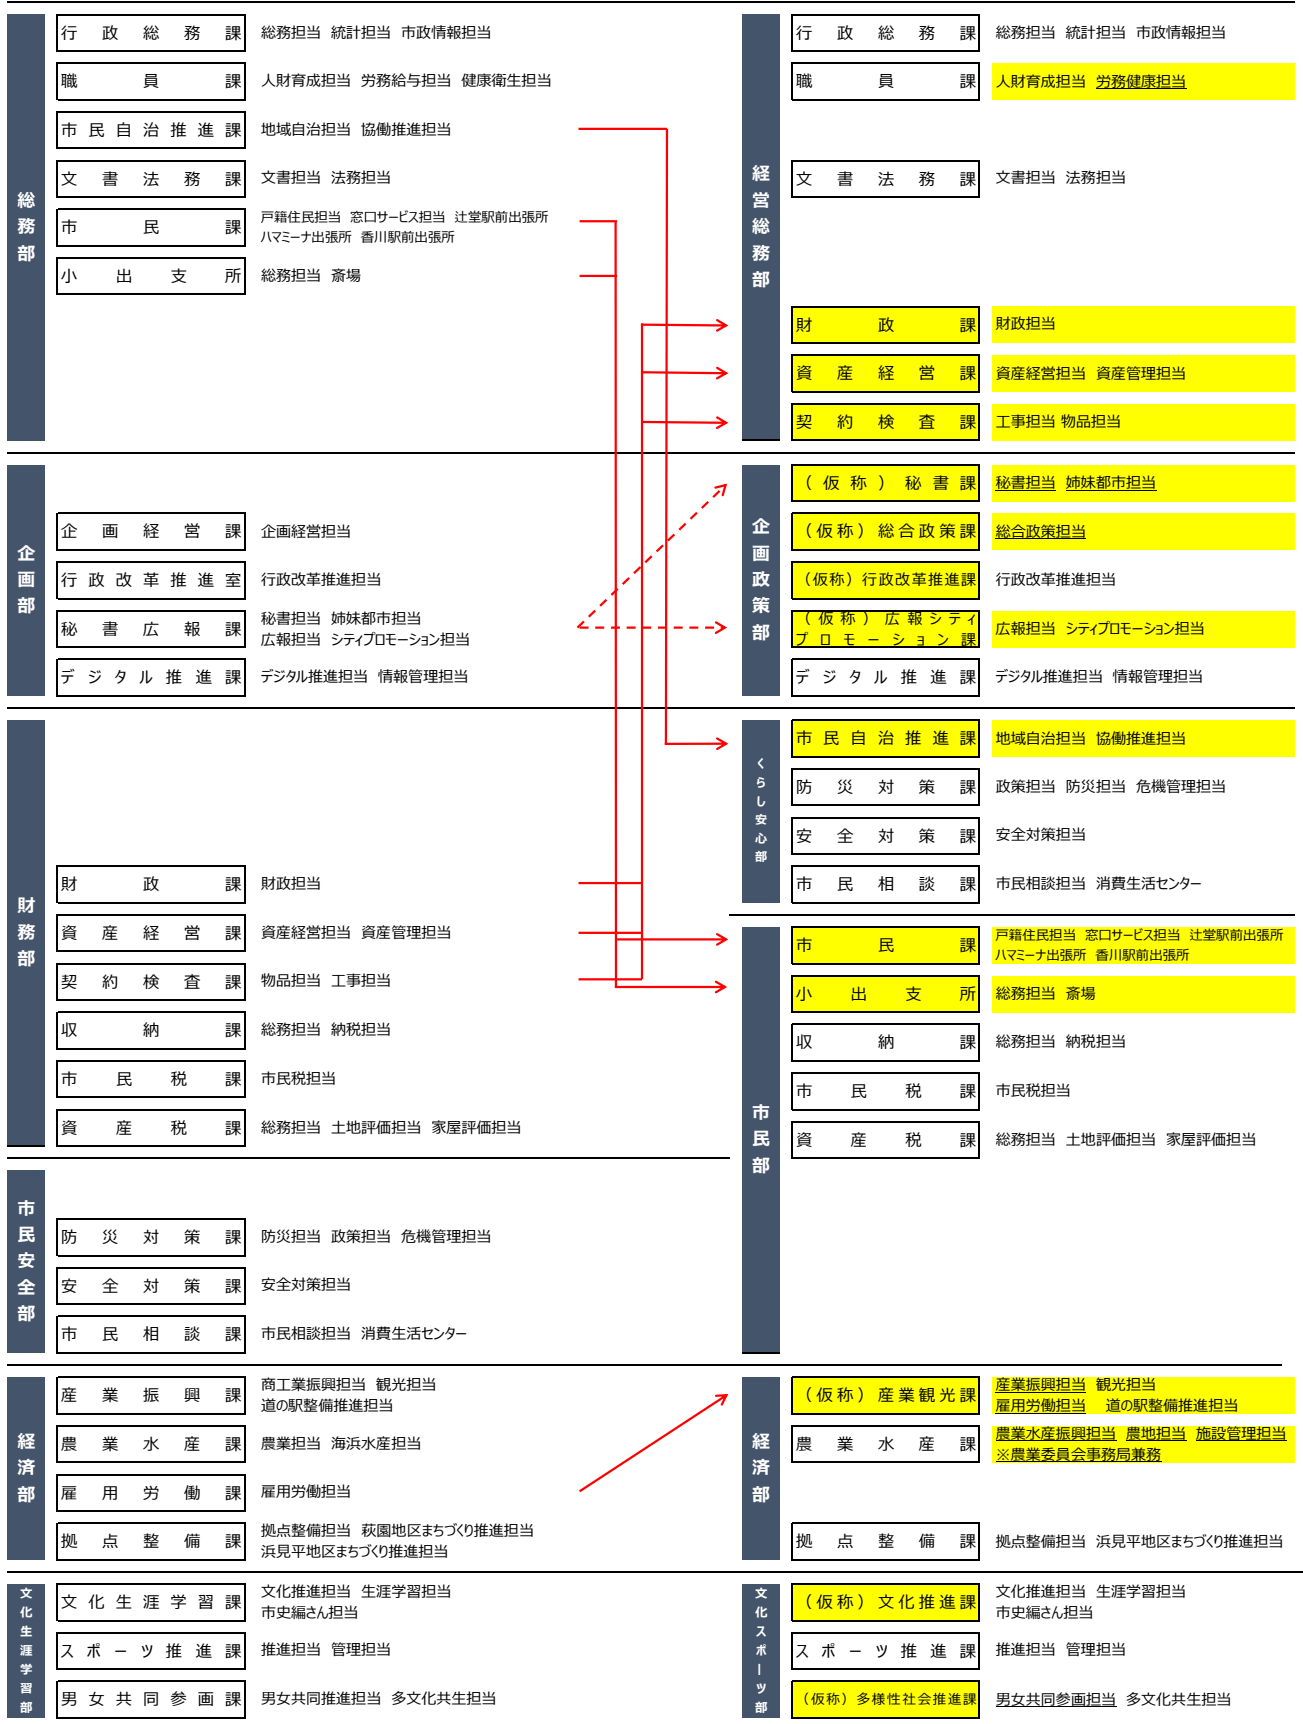 総務部
行政総務課 総務担当 統計担当 市政情報担当
職員課 人財育成担当 労務給与担当 健康衛生担当
市民自治推進課 地域自治担当 協働推進担当
文書法務課 文書担当 法務担当
市民課 戸籍住民担当 窓口サービス担当 辻堂駅前出張所
ハマミーナ出張所 香川駅前出張所
小出支所 総務担当 斎場
経営総務部
行政総務課 総務担当 統計担当 市政情報担当
職員課 人財育成担当 労務健康担当
文書法務課 文書担当 法務担当
財政課 財政担当
資産経営課 資産経営担当 資産管理担当
契約検査課 工事担当 物品担当
企画部
企画経営課 企画経営担当
行政改革推進室 行政改革推進担当
秘書広報課 秘書担当 姉妹都市担当
広報担当 シティプロモーション担当
デジタル推進課 デジタル推進担当 情報管理担当
企画政策部
（仮称）秘書課 秘書担当 姉妹都市担当
（仮称）総合政策課 総合政策担当
（仮称）行政改革推進課 行政改革推進担当
（仮称）広報シティ
プロモーション課 広報担当 シティプロモーション担当
デジタル推進課 デジタル推進担当 情報管理担当
財務部
財政課 財政担当
資産経営課 資産経営担当 資産管理担当
契約検査課 物品担当 工事担当
収納課 総務担当 納税担当
市民税課 市民税担当
資産税課 総務担当 土地評価担当 家屋評価担当
くらし安心部
市民自治推進課 地域自治担当 協働推進担当
防災対策課 政策担当 防災担当 危機管理担当
安全対策課 安全対策担当
市民相談課 市民相談担当 消費生活センター
市民部
市民課 戸籍住民担当 窓口サービス担当 辻堂駅前出張所
ハマミーナ出張所 香川駅前出張所
小出支所 総務担当 斎場
収納課 総務担当 納税担当
市民税課 市民税担当
資産税課 総務担当 土地評価担当 家屋評価担当
市民安全部
防災対策課 防災担当 政策担当 危機管理担当
安全対策課 安全対策担当
市民相談課 市民相談担当 消費生活センター
経済部
産業振興課 商工業振興担当 観光担当
道の駅整備推進担当
農業水産課 農業担当 海浜水産担当
雇用労働課 雇用労働担当
拠点整備課 拠点整備担当 萩園地区まちづくり推進担当
浜見平地区まちづくり推進担当
経済部
（仮称）産業観光課 産業振興担当 観光担当
雇用労働担当 道の駅整備推進担当
農業水産課 農業水産振興担当 農地担当 施設管理担当
※農業委員会事務局兼務
拠点整備課 拠点整備担当 浜見平地区まちづくり推進担当
文化生涯学習部
文化生涯学習課 文化推進担当 生涯学習担当
市史編さん担当
スポーツ推進課 推進担当 管理担当
男女共同参画課 男女共同推進担当 多文化共生担当
文化スポーツ部
（仮称）文化推進課 文化推進担当 生涯学習担当
市史編さん担当
スポーツ推進課 推進担当 管理担当
（仮称）多様性社会推進課 男女共同参画担当 多文化共生担当